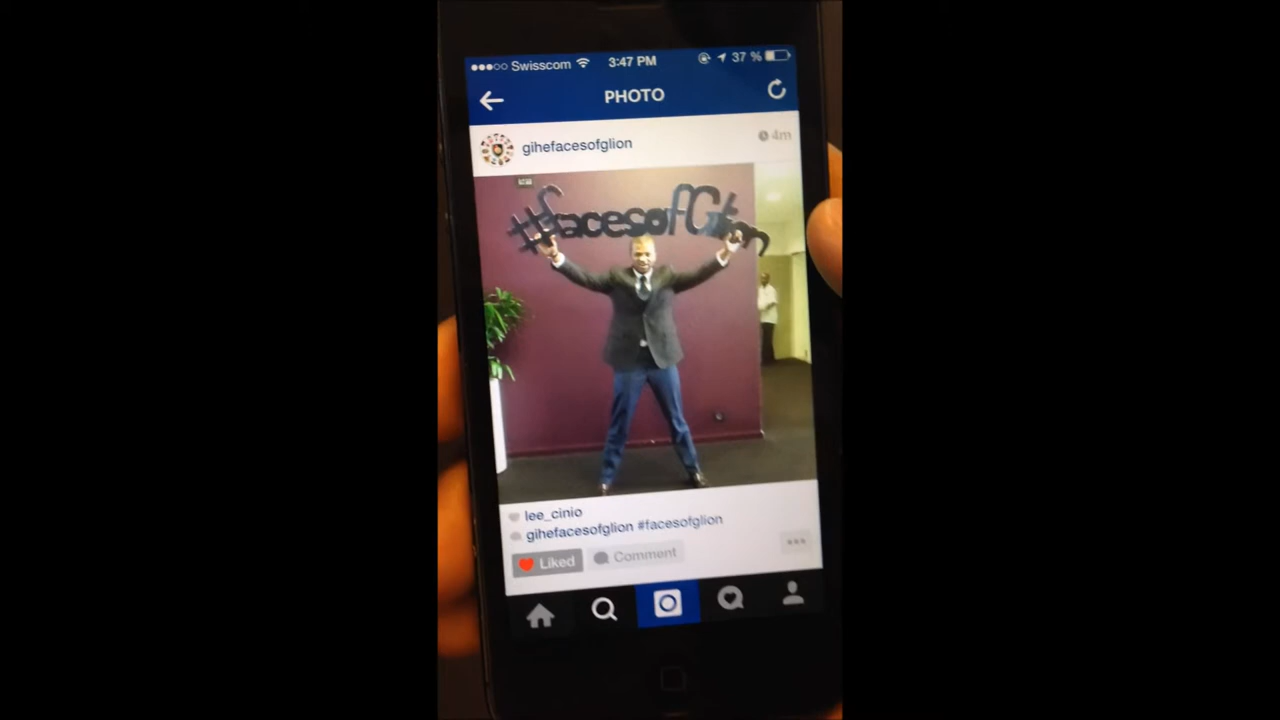 Swisscom 3:47 PM 37 %
PHOTO
gihefacesofglion 4m
#facesofGlion
lee_cinio
gihefacesofglion #facesofglion
Liked Comment